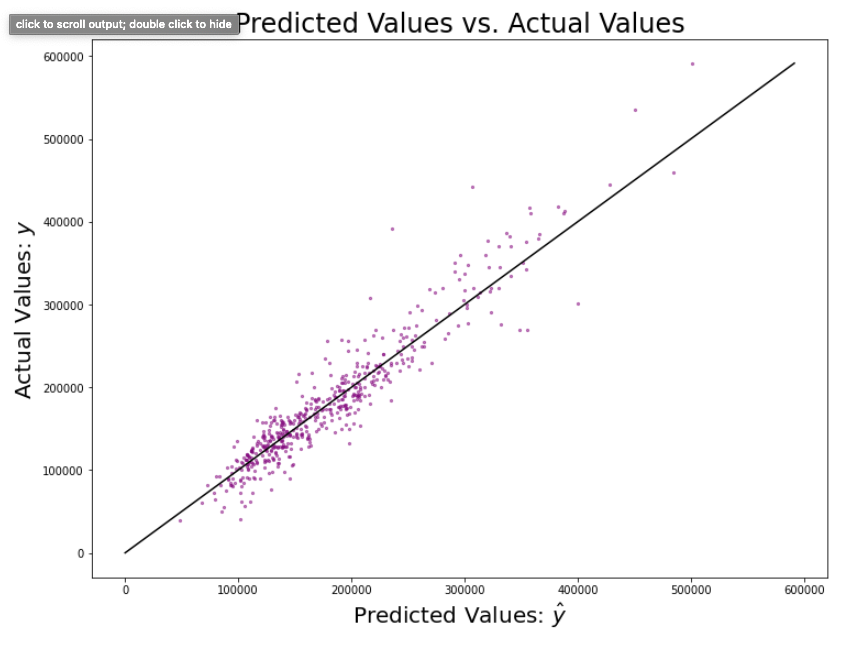 click to scroll output; double click to hide
Predicted Values vs. Actual Values
600000
500000
400000
300000
200000
100000
0
Actual Values: y
0 100000 200000 300000 400000 500000 600000
Predicted Values: ŷ